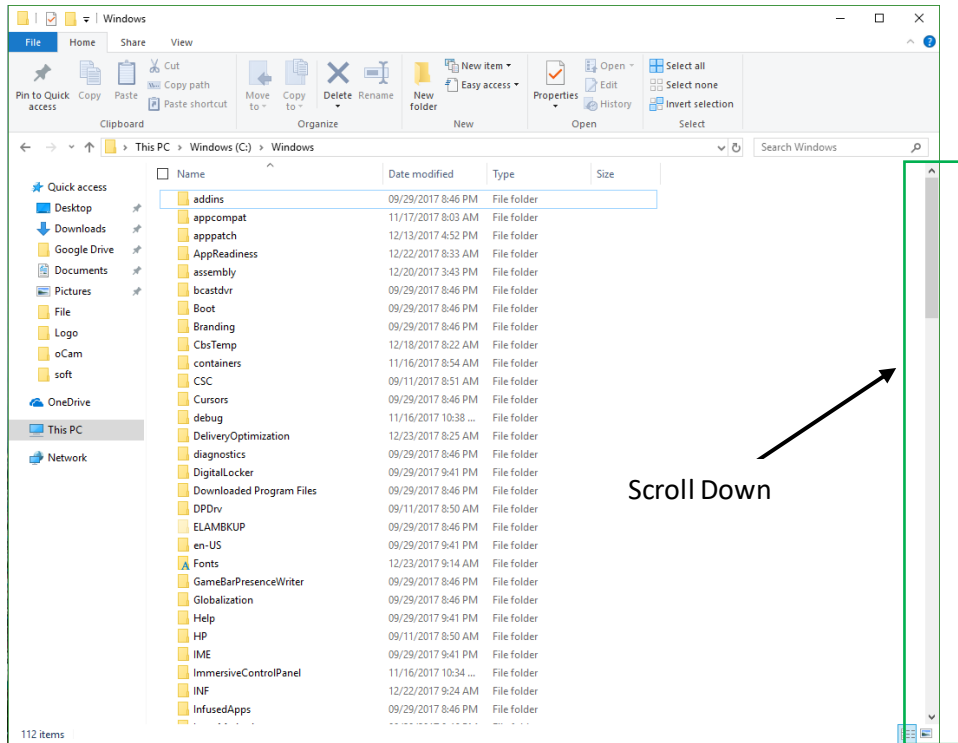 Windows
File Home Share View
Pin to Quick access
Copy
Paste
Cut
Copy path
Paste shortcut
Clipboard
Move to
Copy to
Delete
Rename
Organize
New folder
New item
Easy access
New
Properties
Open
Edit
History
Open
Select all
Select none
Invert selection
Select
This PC > Windows (C:) > Windows
Search Windows
Quick access
Desktop
Downloads
Google Drive
Documents
Pictures
File
Logo
oCam
soft
OneDrive
This PC
Network
Name Date modified Type Size
addins 09/29/2017 8:46 PM File folder
appcompat 11/17/2017 8:03 AM File folder
apppatch 12/13/2017 4:52 PM File folder
AppReadiness 12/22/2017 8:33 AM File folder
assembly 12/20/2017 3:43 PM File folder
bcastdvr 09/29/2017 8:46 PM File folder
Boot 09/29/2017 8:46 PM File folder
Branding 09/29/2017 8:46 PM File folder
CbsTemp 12/18/2017 8:22 AM File folder
containers 11/16/2017 8:54 AM File folder
CSC 09/11/2017 8:51 AM File folder
Cursors 09/29/2017 8:46 PM File folder
debug 11/16/2017 10:38 ... File folder
DeliveryOptimization 12/23/2017 8:25 AM File folder
diagnostics 09/29/2017 8:46 PM File folder
DigitalLocker 09/29/2017 9:41 PM File folder
Downloaded Program Files 09/29/2017 8:46 PM File folder
DPDrv 09/11/2017 8:50 AM File folder
ELAMBKUP 09/29/2017 8:46 PM File folder
en-US 09/29/2017 9:41 PM File folder
Fonts 12/23/2017 9:14 AM File folder
GameBarPresenceWriter 09/29/2017 8:46 PM File folder
Globalization 09/29/2017 8:46 PM File folder
Help 09/29/2017 9:41 PM File folder
HP 09/11/2017 8:50 AM File folder
IME 09/29/2017 9:41 PM File folder
ImmersiveControlPanel 11/16/2017 10:34 ... File folder
INF 12/22/2017 9:24 AM File folder
InfusedApps 09/29/2017 8:46 PM File folder
Scroll Down
112 items